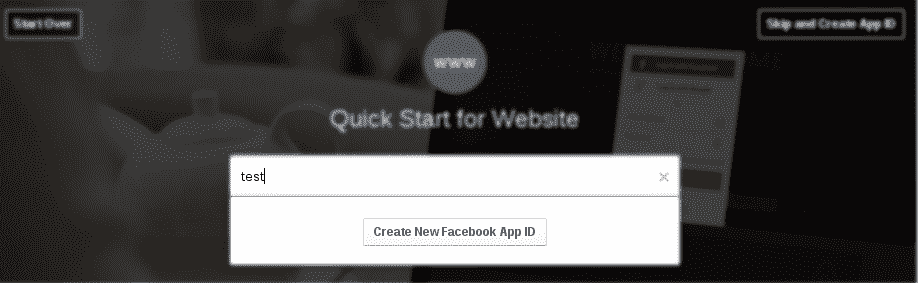 Start Over
Skip and Create App ID
www
Quick Start for Website
test
×
Create New Facebook App ID